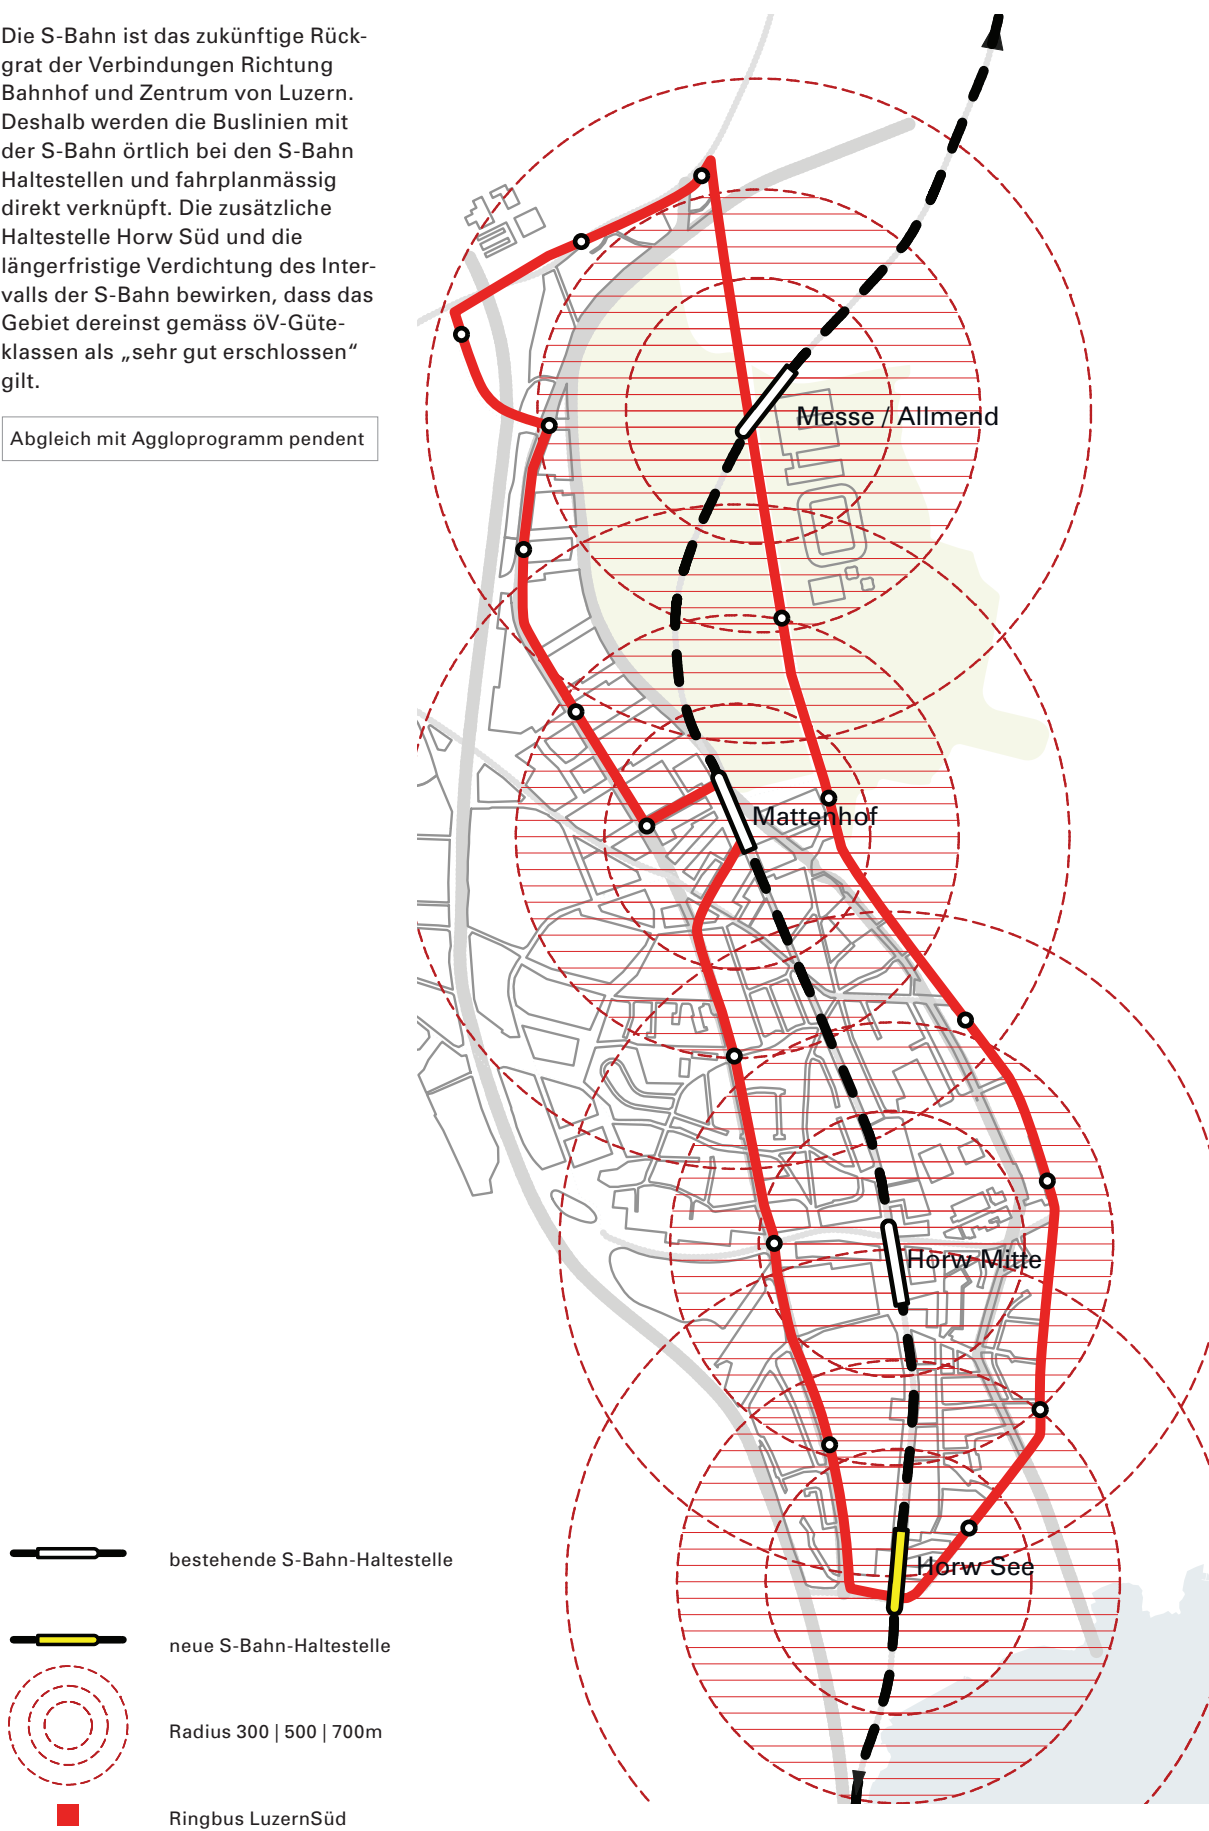 Die S-Bahn ist das zukünftige Rück-
grat der Verbindungen Richtung
Bahnhof und Zentrum von Luzern.
Deshalb werden die Buslinien mit
der S-Bahn örtlich bei den S-Bahn
Haltestellen und fahrplanmässig
direkt verknüpft. Die zusätzliche
Haltestelle Horw Süd und die
längerfristige Verdichtung des Inter-
valls der S-Bahn bewirken, dass das
Gebiet dereinst gemäss öV-Güte-
klassen als „sehr gut erschlossen“
gilt.
Abgleich mit Aggloprogramm pendent
Messe / Allmend
Mattenhof
Horw Mitte
Horw See
bestehende S-Bahn-Haltestelle
neue S-Bahn-Haltestelle
Radius 300 | 500 | 700m
Ringbus LuzernSüd